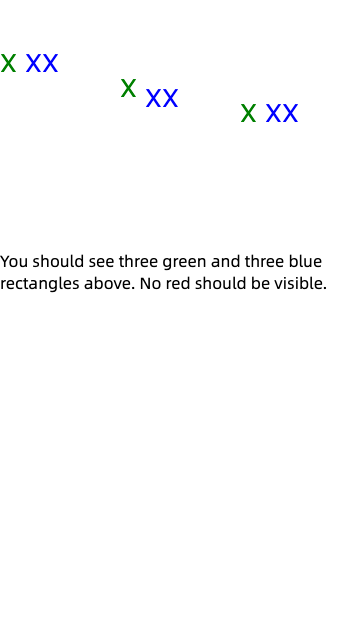 X XX
X XX
X XX
You should see three green and three blue
rectangles above. No red should be visible.